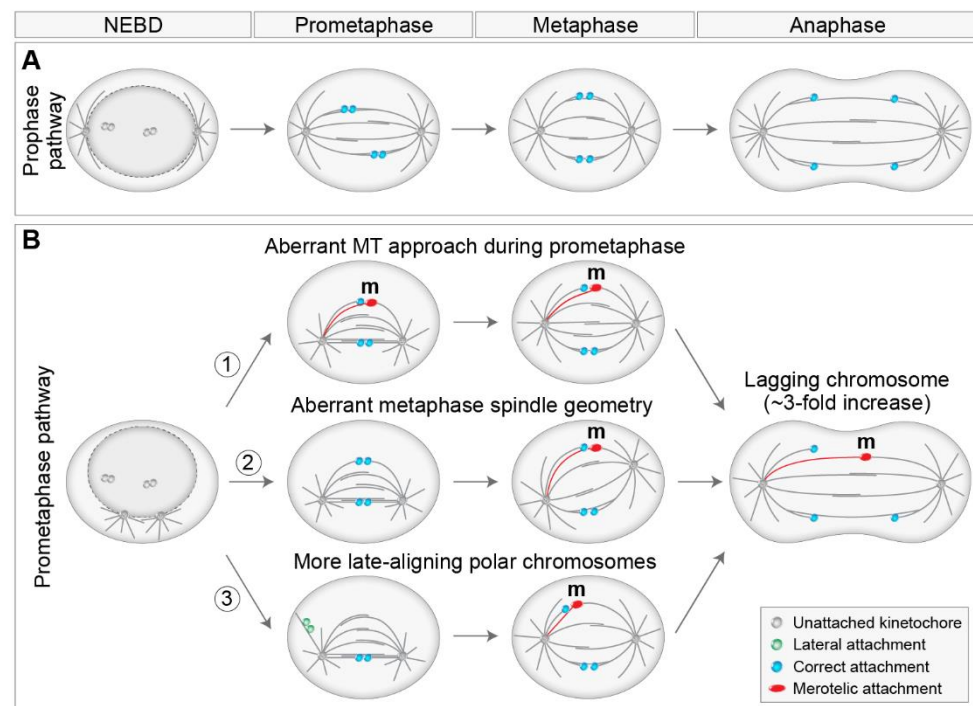 NEBD
Prometaphase
Metaphase
Anaphase
A
Prophase
pathway
B
Prometaphase pathway
Aberrant MT approach during prometaphase
m
m
1
Aberrant metaphase spindle geometry
m
2
More late-aligning polar chromosomes
m
3
Lagging chromosome
(~3-fold increase)
m
Unattached kinetochore
Lateral attachment
Correct attachment
Merotelic attachment